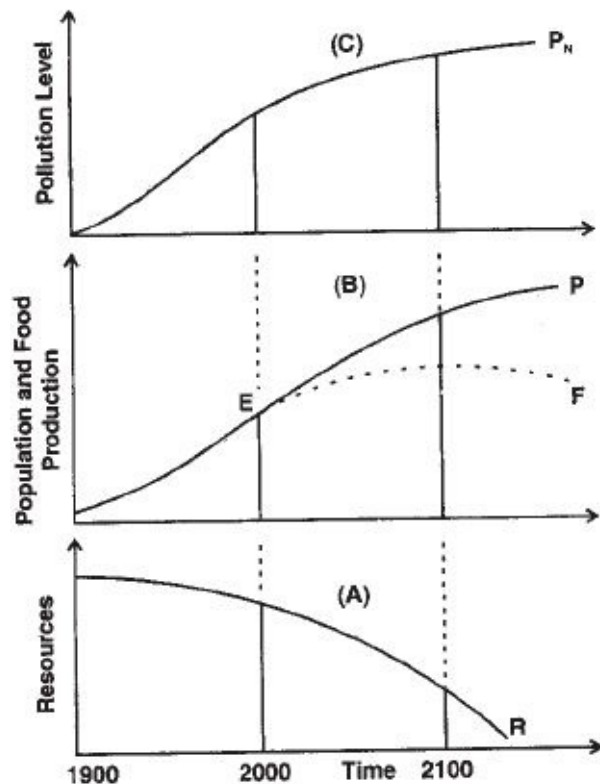 (C)
P_N
Pollution Level
(B)
P
E
F
Population and Food
Production
(A)
Resources
R
1900 2000 Time 2100